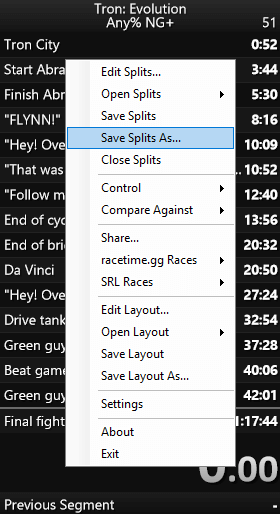 Tron: Evolution
Any% NG+ 51
Tron City 0:52
Start Abra 3:44
Finish Abra 5:30
"FLYNN!" 8:16
"Hey! Ove 10:09
"That was ... 10:52
"Follow m 12:40
End of cy 13:56
End of bri 20:32
Da Vinci 20:50
"Hey! Ove 27:24
Drive tank 32:54
Green guy 37:28
Beat game 40:06
Green guy 42:01
Final fight 1:17:44
0.00
Previous Segment -
Edit Splits...
Open Splits
Save Splits
Save Splits As...
Close Splits
Control
Compare Against
Share...
racetime.gg Races
SRL Races
Edit Layout...
Open Layout
Save Layout
Save Layout As...
Settings
About
Exit